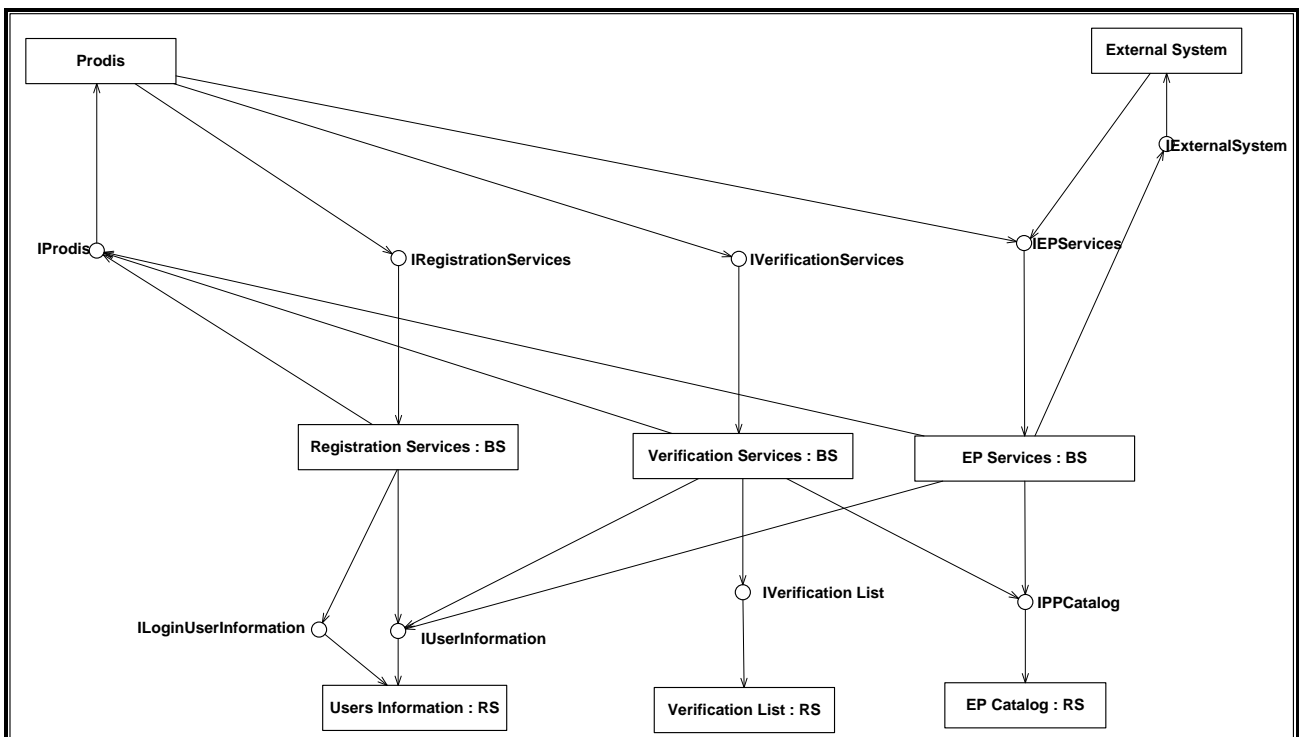 Prodis
External System
IExternalSystem
IProdis
IRegistrationServices
IVerificationServices
IEPServices
Registration Services : BS
Verification Services : BS
EP Services : BS
ILoginUserInformation
IUserInformation
IVerification List
IPPCatalog
Users Information : RS
Verification List : RS
EP Catalog : RS